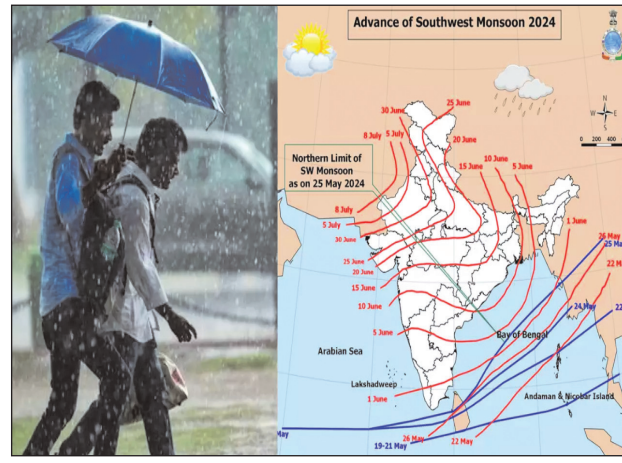 Advance of Southwest Monsoon 2024
N
W
E
S
0 200 400
25 June
30 June
8 July
5 July
20 June
Northern Limit of
SW Monsoon
as on 25 May 2024
15 June
10 June
5 June
1 June
8 July
5 July
30 June
25 June
20 June
15 June
10 June
5 June
26 May
25 Ma
22 M
24 May
22
Bay of Bengal
Arabian Sea
Lakshadweep
1 June
Andaman & Nicobar Island
May
26 May
22 May
19-21 May